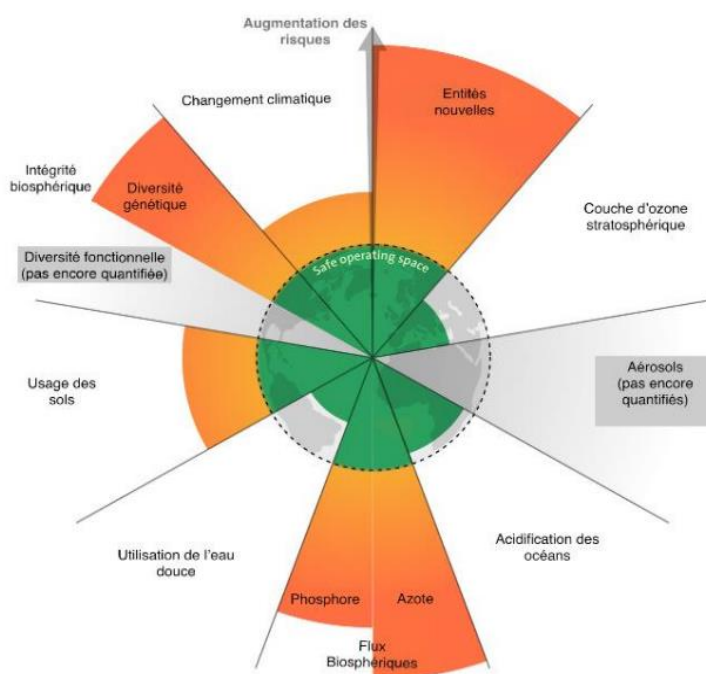 Augmentation des
risques
Changement climatique
Entités
nouvelles
Intégrité
biosphérique
Diversité
génétique
Couche d'ozone
stratosphérique
Diversité fonctionnelle
(pas encore quantifiée)
Safe operating space
Usage des
sols
Aérosols
(pas encore
quantifiés)
Utilisation de l'eau
douce
Acidification des
océans
Phosphore
Azote
Flux
Biosphériques